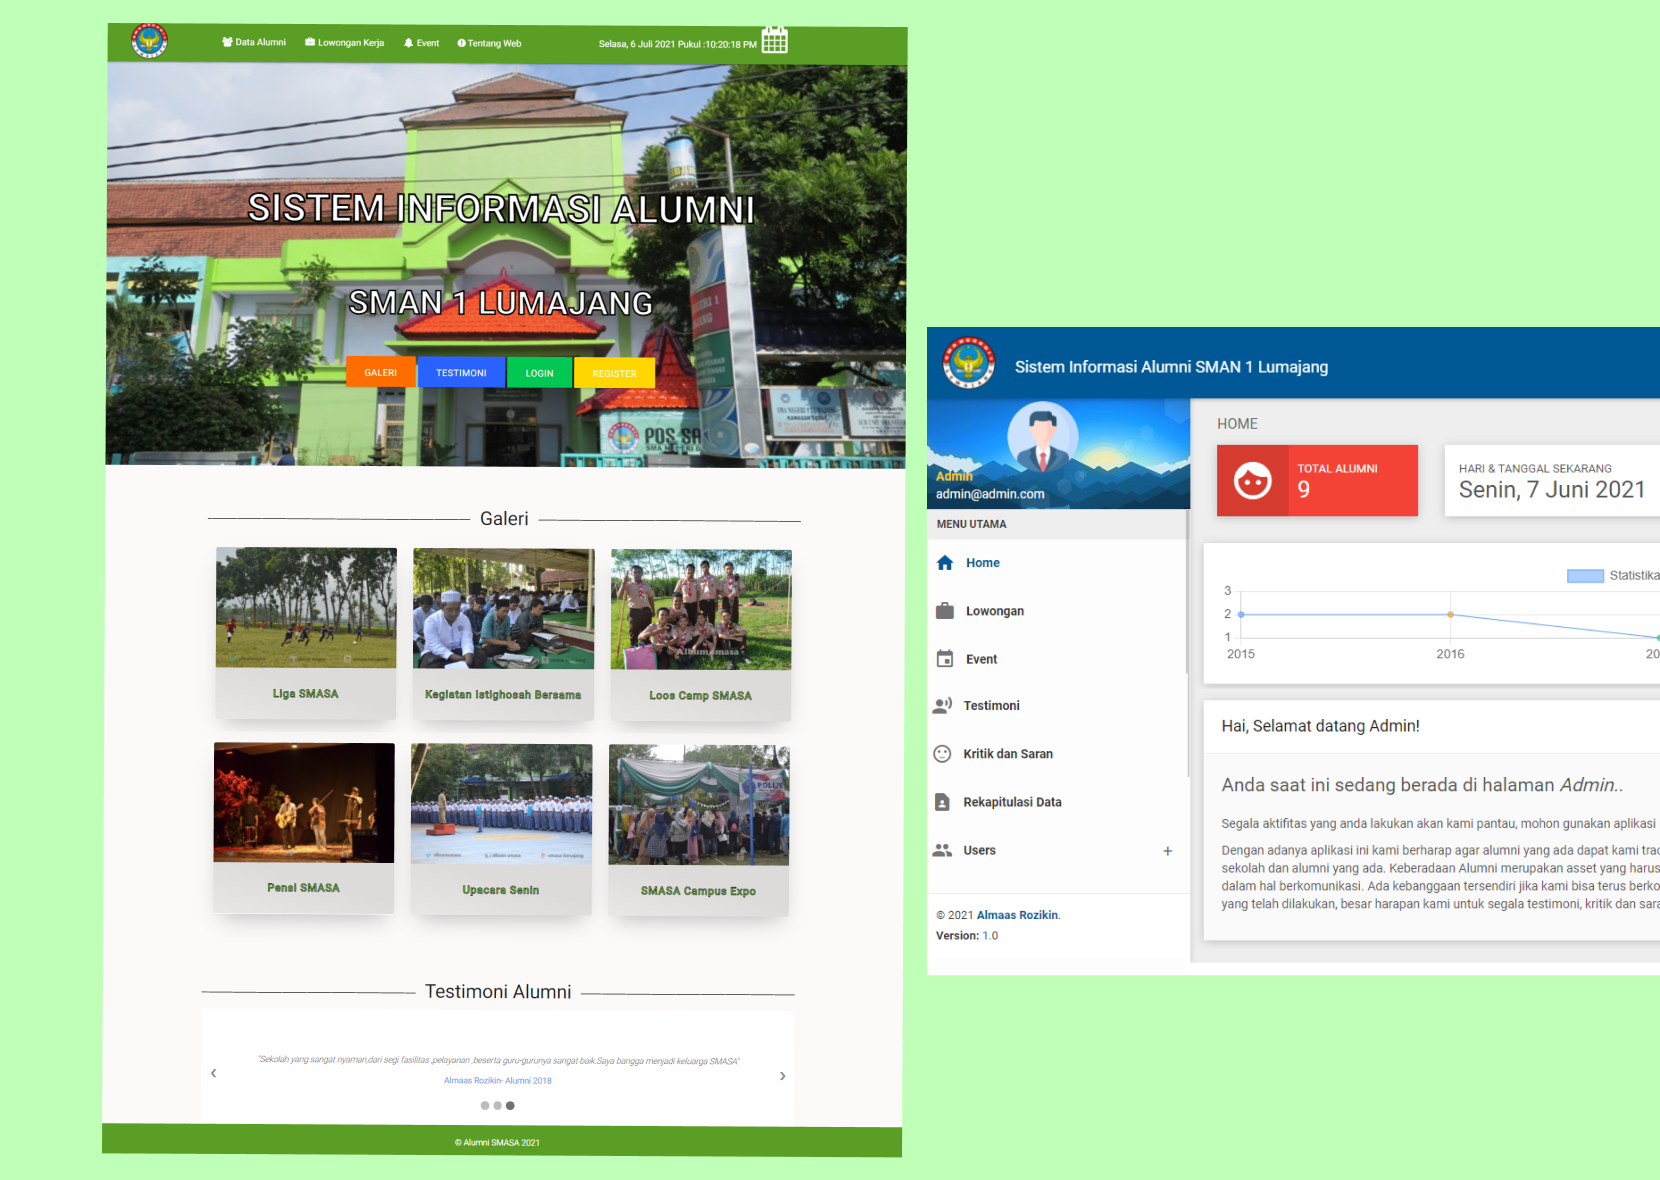 Data Alumni
Lowongan Kerja
Event
Tentang Web
Selasa, 6 Juli 2021 Pukul :10:20:18 PM
SISTEM INFORMASI ALUMNI
SMAN 1 LUMAJANG
GALERI
TESTIMONI
LOGIN
REGISTER
POS SA
Galeri
© Album smasa
POLIJE
Liga SMASA
Kegiatan Istighosah Bersama
Loos Camp SMASA
Pensi SMASA
Upacara Senin
SMASA Campus Expo
Testimoni Alumni
"Sekolah yang sangat nyaman,dari segi fasilitas ,pelayanan ,beserta guru-gurunya sangat baik.Saya bangga menjadi keluarga SMASA"
Almaas Rozikin- Alumni 2018
© Alumni SMASA 2021
Sistem Informasi Alumni SMAN 1 Lumajang
Admin
admin@admin.com
MENU UTAMA
Home
Lowongan
Event
Testimoni
Kritik dan Saran
Rekapitulasi Data
Users +
© 2021 Almaas Rozikin.
Version: 1.0
HOME
TOTAL ALUMNI
9
HARI & TANGGAL SEKARANG
Senin, 7 Juni 2021
Statistika
3
2
1
2015
2016
20
Hai, Selamat datang Admin!
Anda saat ini sedang berada di halaman Admin..
Segala aktifitas yang anda lakukan akan kami pantau, mohon gunakan aplikasi
Dengan adanya aplikasi ini kami berharap agar alumni yang ada dapat kami trac
sekolah dan alumni yang ada. Keberadaan Alumni merupakan asset yang harus
dalam hal berkomunikasi. Ada kebanggaan tersendiri jika kami bisa terus berko
yang telah dilakukan, besar harapan kami untuk segala testimoni, kritik dan sara